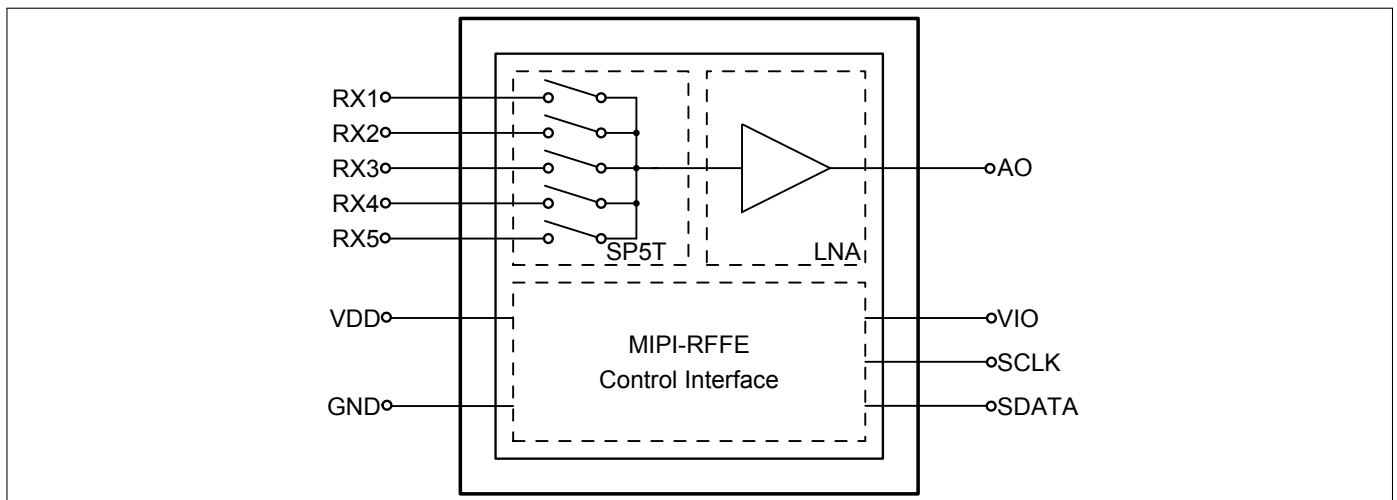 RX1
RX2
RX3
RX4
RX5
SP5T
LNA
AO
VDD
GND
MIPI-RFFE
Control Interface
VIO
SCLK
SDATA